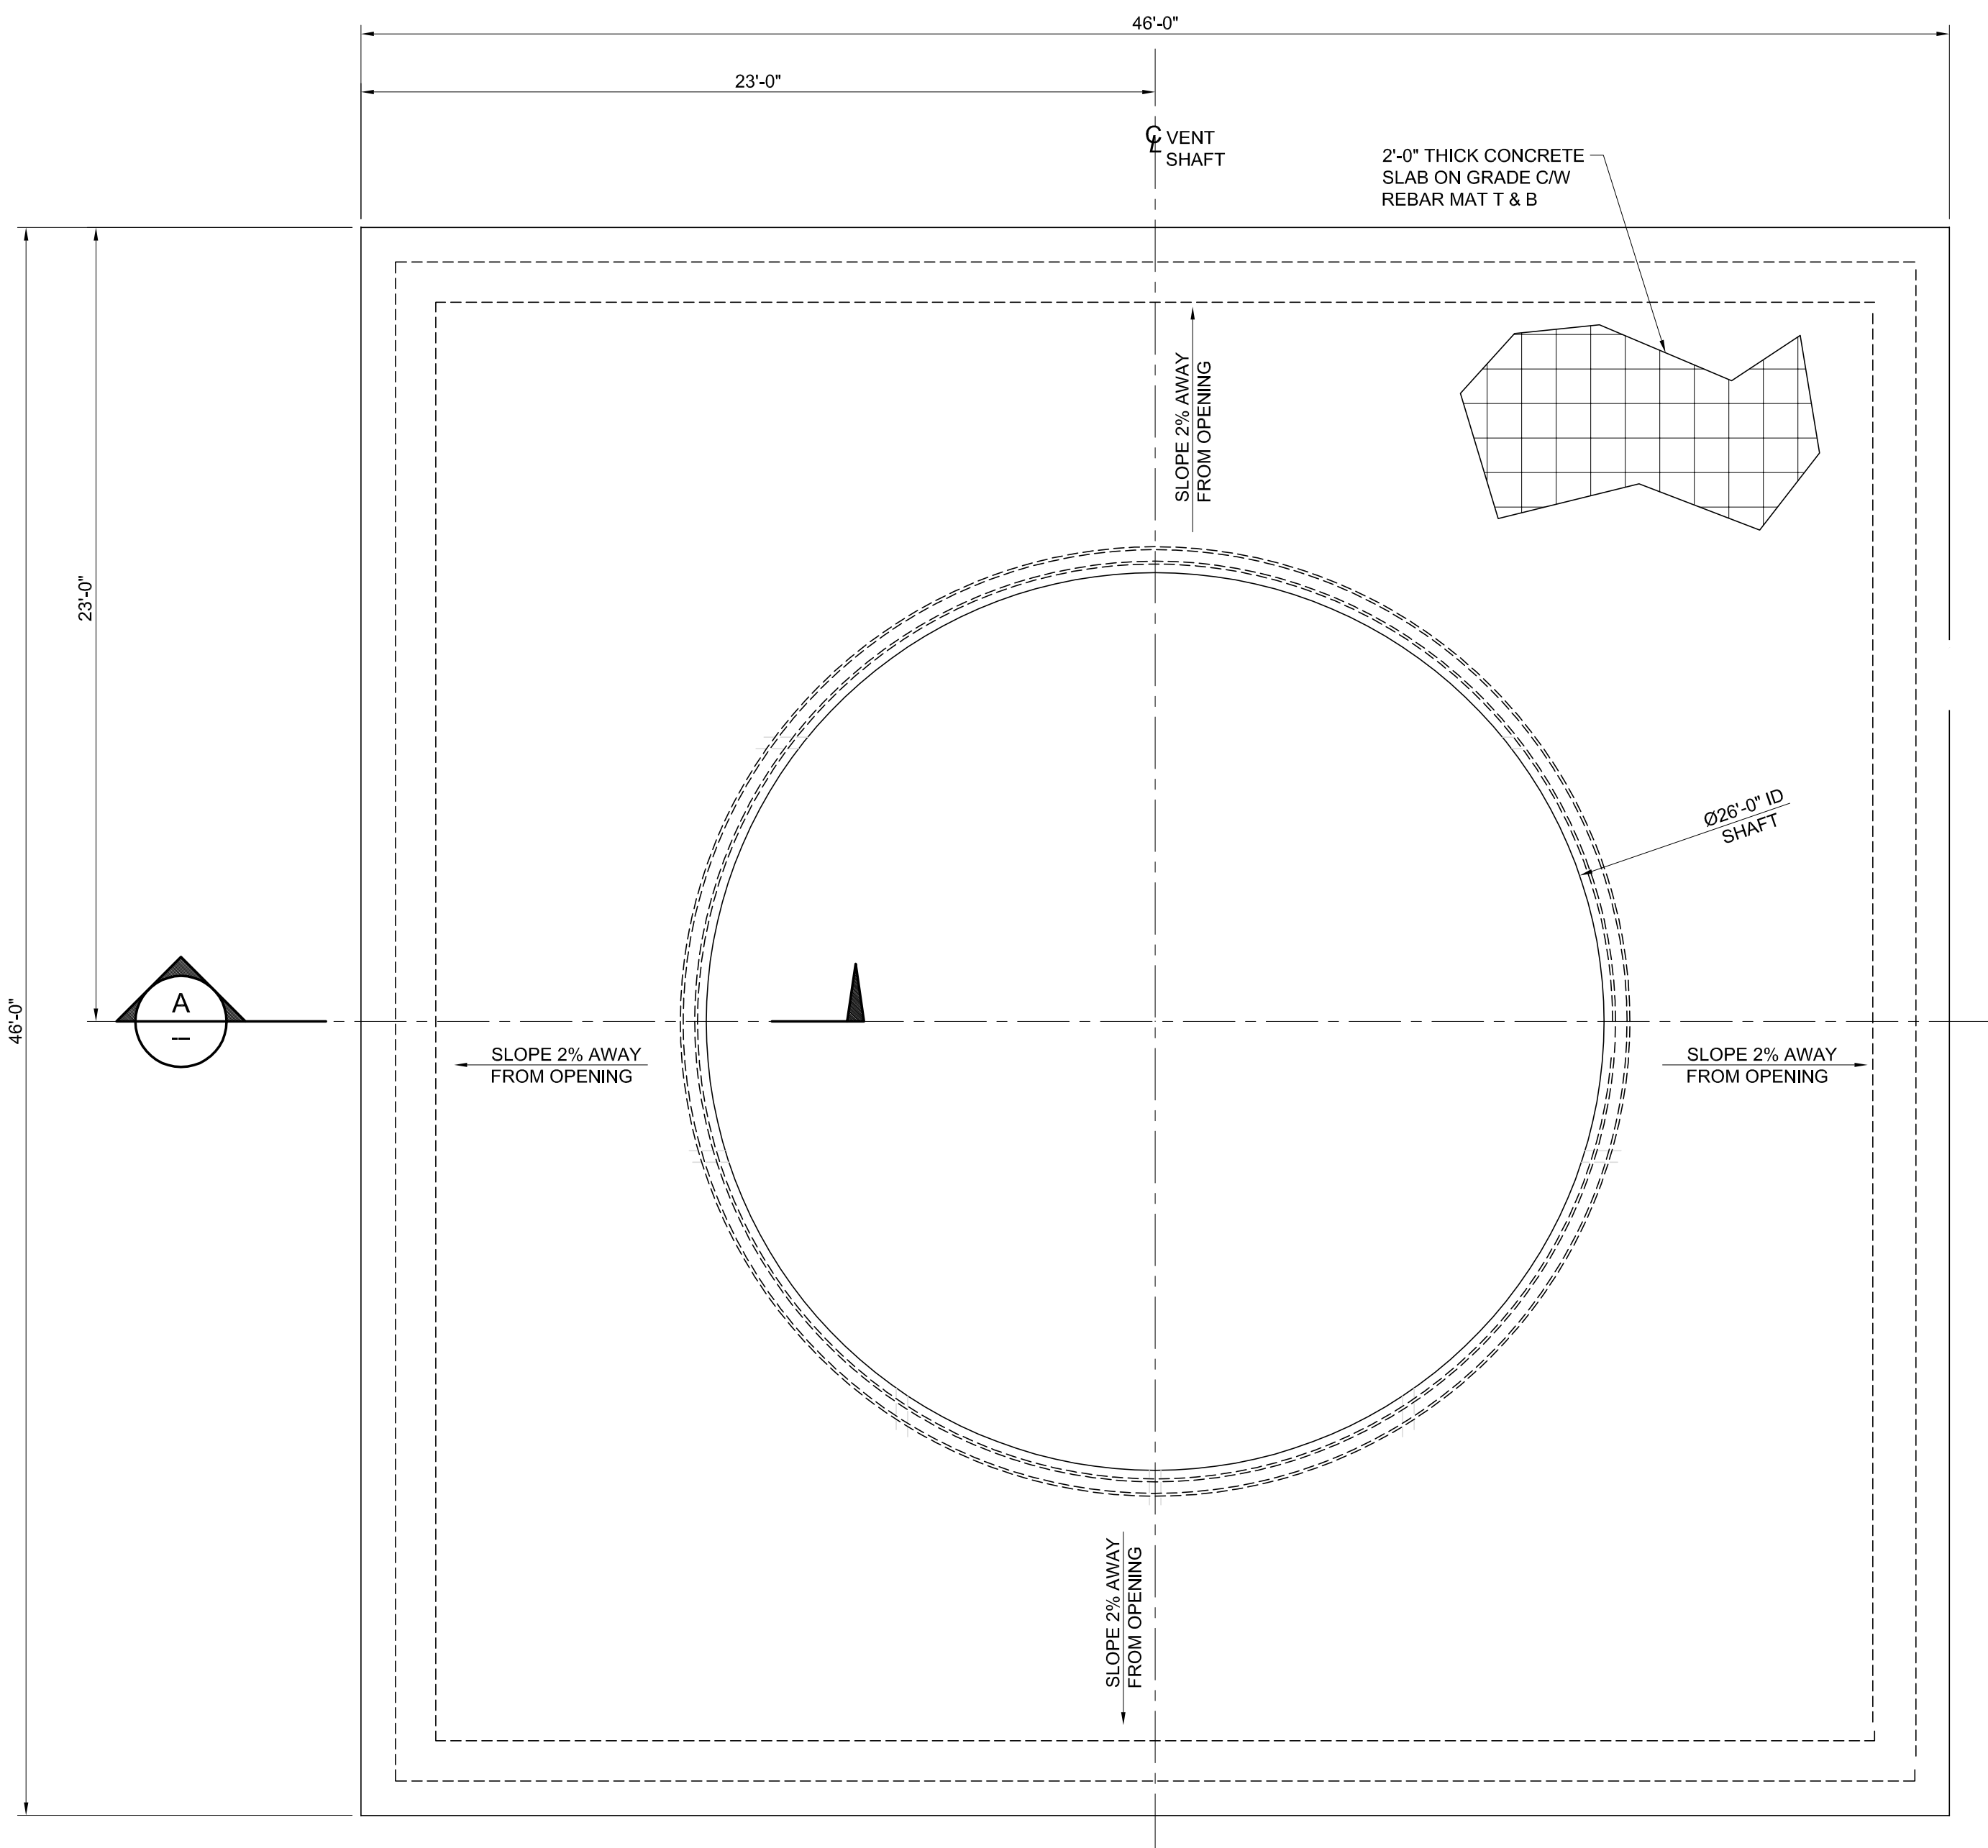 46'-0"
23'-0"
℄ VENT
SHAFT
2'-0" THICK CONCRETE
SLAB ON GRADE C/W
REBAR MAT T & B
SLOPE 2% AWAY
FROM OPENING
23'-0"
Ø26'-0" ID
SHAFT
46'-0"
A
--
SLOPE 2% AWAY
FROM OPENING
SLOPE 2% AWAY
FROM OPENING
SLOPE 2% AWAY
FROM OPENING